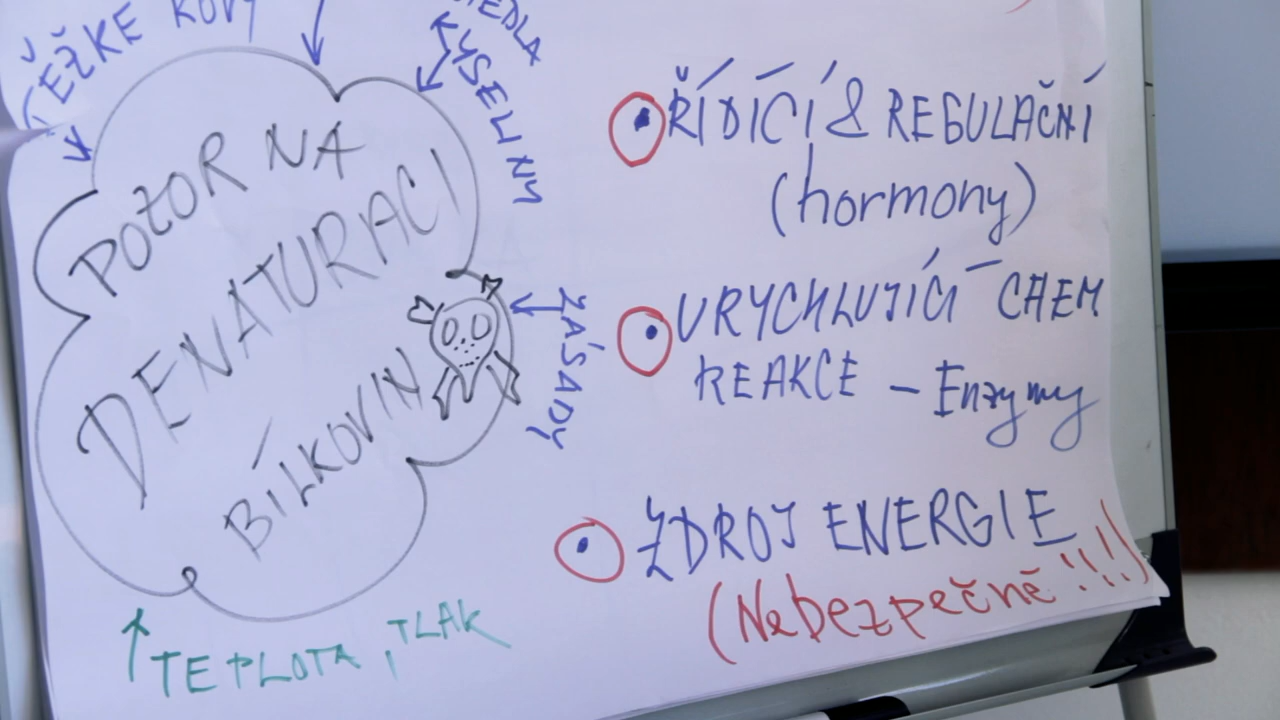 TĚŽKÉ KOVY
KYSELINY
POZOR NA
DENATURACI
BÍLKOVIN
ZÁSADY
TEPLOTA, TLAK
ŘÍDÍCÍ & REGULAČNÍ
(hormony)
URYCHLUJÍCÍ CHEM
REAKCE – Enzymy
ZDROJ ENERGIE
(Nebezpečné !!!)